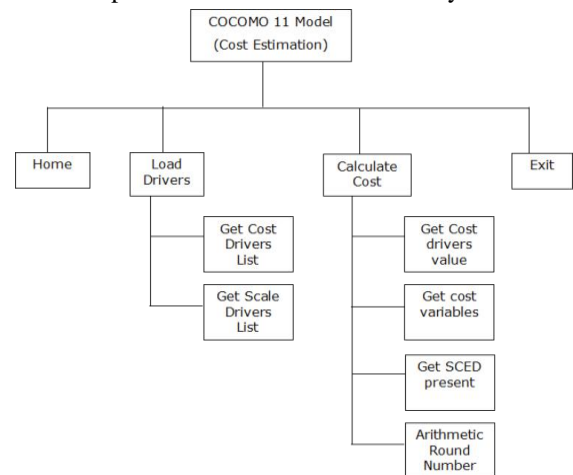 COCOMO 11 Model
(Cost Estimation)
Home
Load
Drivers
Calculate
Cost
Exit
Get Cost
Drivers
List
Get Scale
Drivers
List
Get Cost
drivers
value
Get cost
variables
Get SCED
present
Arithmetic
Round
Number